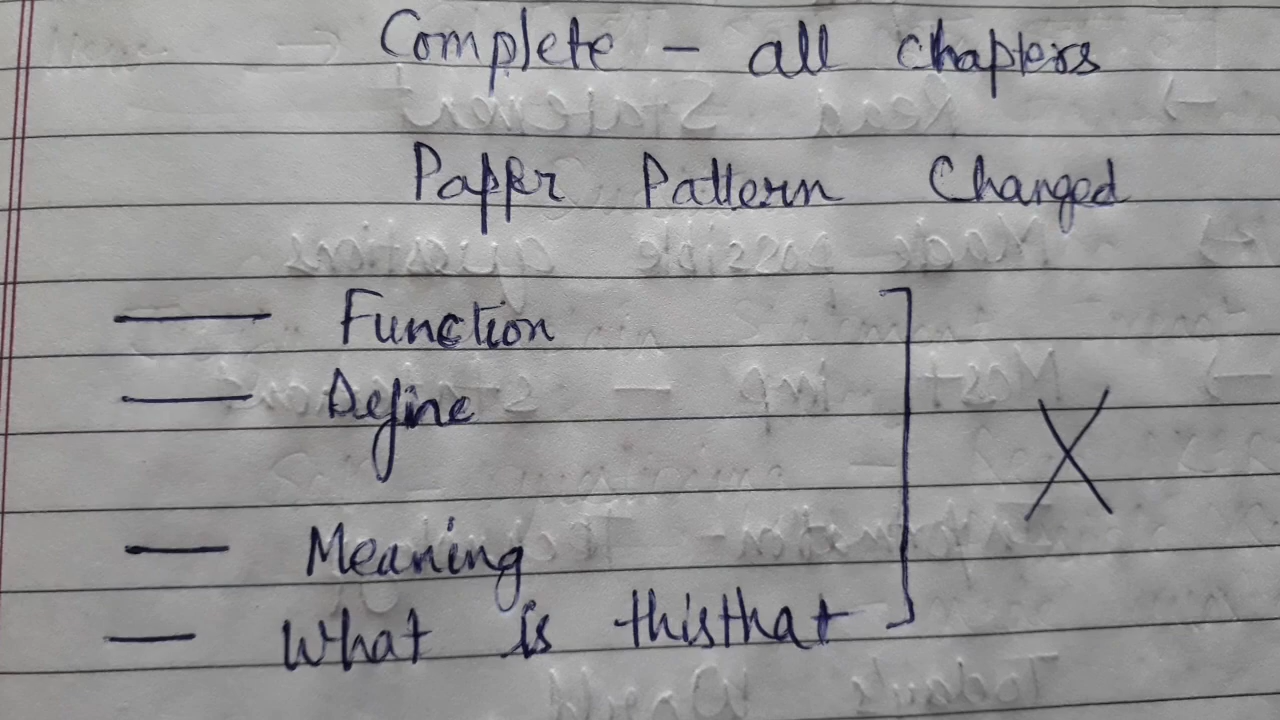 Complete - all chapters
Paper Pattern Changed
— Function
— Define
— Meaning
— What is thisthat
X